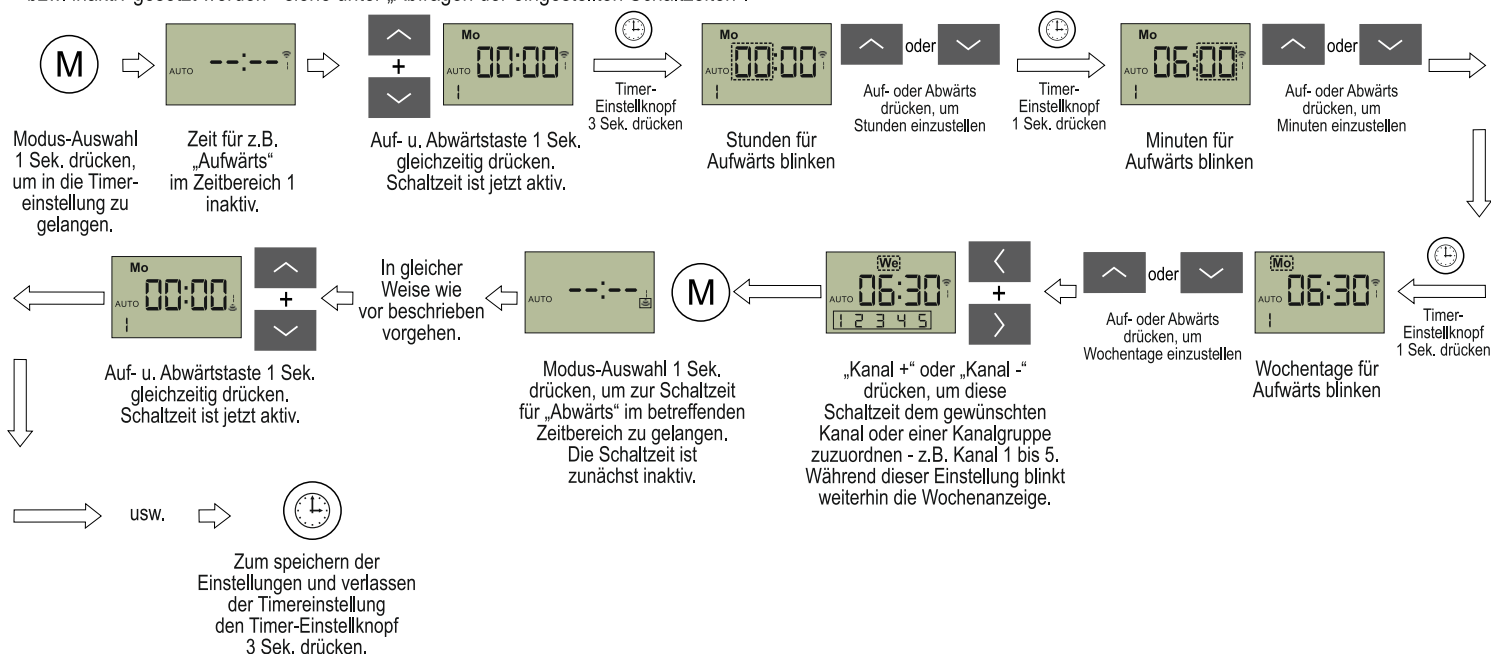 bzw. inaktiv gesetzt werden - siehe unter „Abfragen der eingestellten Schaltzeiten“.
M
Modus-Auswahl
1 Sek. drücken,
um in die Timer-
einstellung zu
gelangen.
AUTO --:--
Zeit für z.B.
„Aufwärts“
im Zeitbereich 1
inaktiv.
+
Mo
AUTO 00:00
1
Auf- u. Abwärtstaste 1 Sek.
gleichzeitig drücken.
Schaltzeit ist jetzt aktiv.
Timer-
Einstellknopf
3 Sek. drücken
Mo
AUTO 00:00
1
Stunden für
Aufwärts blinken
oder
Auf- oder Abwärts
drücken, um
Stunden einzustellen
Timer-
Einstellknopf
1 Sek. drücken
Mo
AUTO 06:00
1
Minuten für
Aufwärts blinken
oder
Auf- oder Abwärts
drücken, um
Minuten einzustellen
Timer-
Einstellknopf
1 Sek. drücken
Mo
AUTO 06:30
1
Wochentage für
Aufwärts blinken
oder
Auf- oder Abwärts
drücken, um
Wochentage einzustellen
We
AUTO 06:30
1 2 3 4 5
+
„Kanal +“ oder „Kanal -“
drücken, um diese
Schaltzeit dem gewünschten
Kanal oder einer Kanalgruppe
zuzuordnen - z.B. Kanal 1 bis 5.
Während dieser Einstellung blinkt
weiterhin die Wochenanzeige.
M
AUTO --:--
Modus-Auswahl 1 Sek.
drücken, um zur Schaltzeit
für „Abwärts“ im betreffenden
Zeitbereich zu gelangen.
Die Schaltzeit ist
zunächst inaktiv.
In gleicher
Weise wie
vor beschrieben
vorgehen.
Mo
AUTO 00:00
1
+
Auf- u. Abwärtstaste 1 Sek.
gleichzeitig drücken.
Schaltzeit ist jetzt aktiv.
usw.
Zum speichern der
Einstellungen und verlassen
der Timereinstellung
den Timer-Einstellknopf
3 Sek. drücken.